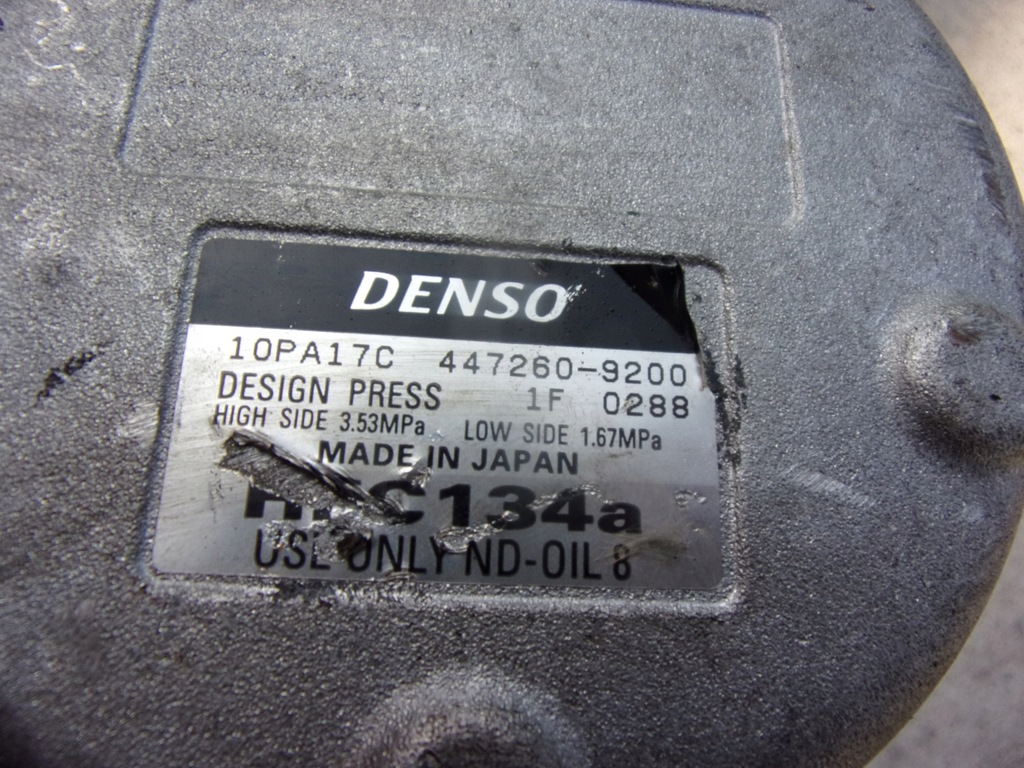 DENSO
10PA17C 447260-9200
DESIGN PRESS 1F 0288
HIGH SIDE 3.53MPa LOW SIDE 1.67MPa
MADE IN JAPAN
HFC134a
USE ONLY ND-OIL 8